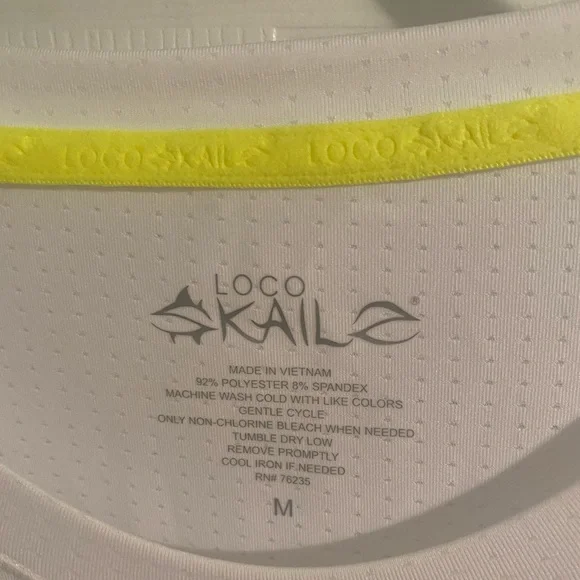 LOCO SKAILZ LOCO SKAILZ
LOCO
SKAILZ®
MADE IN VIETNAM
92% POLYESTER 8% SPANDEX
MACHINE WASH COLD WITH LIKE COLORS
GENTLE CYCLE
ONLY NON-CHLORINE BLEACH WHEN NEEDED
TUMBLE DRY LOW
REMOVE PROMPTLY
COOL IRON IF NEEDED
RN# 76235
M